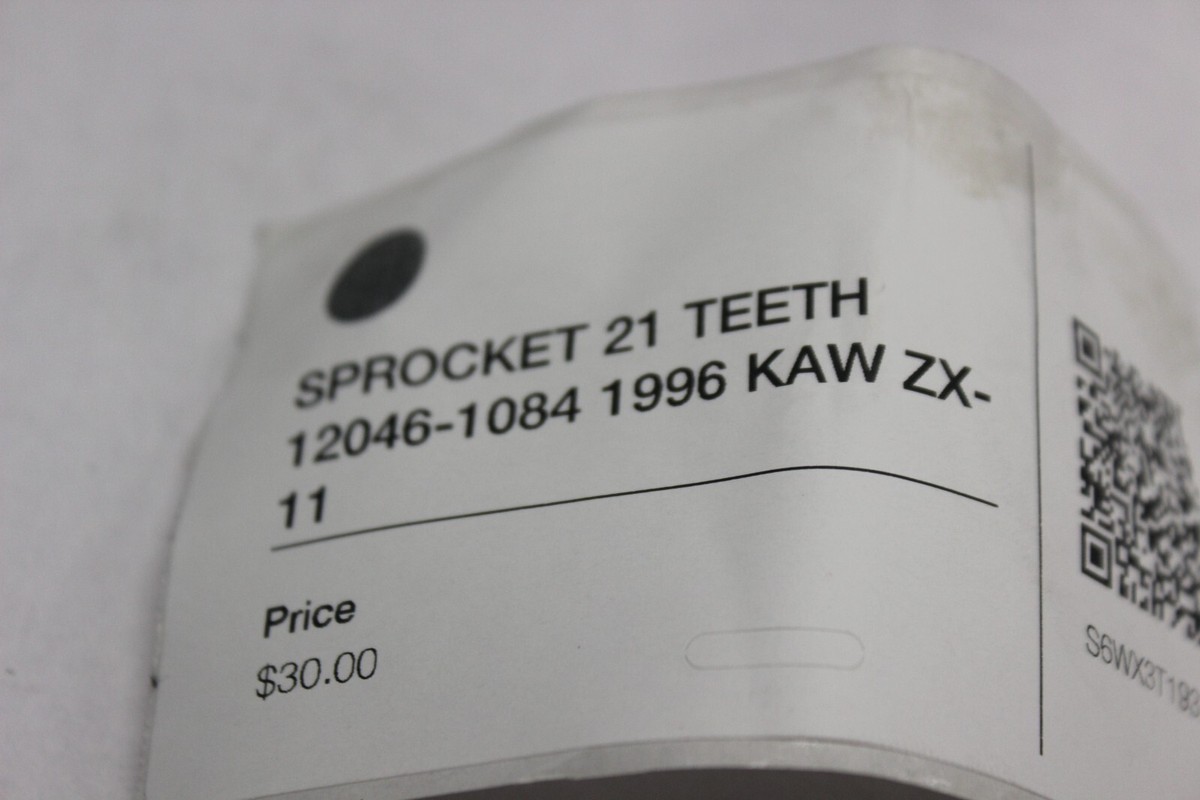 SPROCKET 21 TEETH
12046-1084 1996 KAW ZX-
11
Price
$30.00